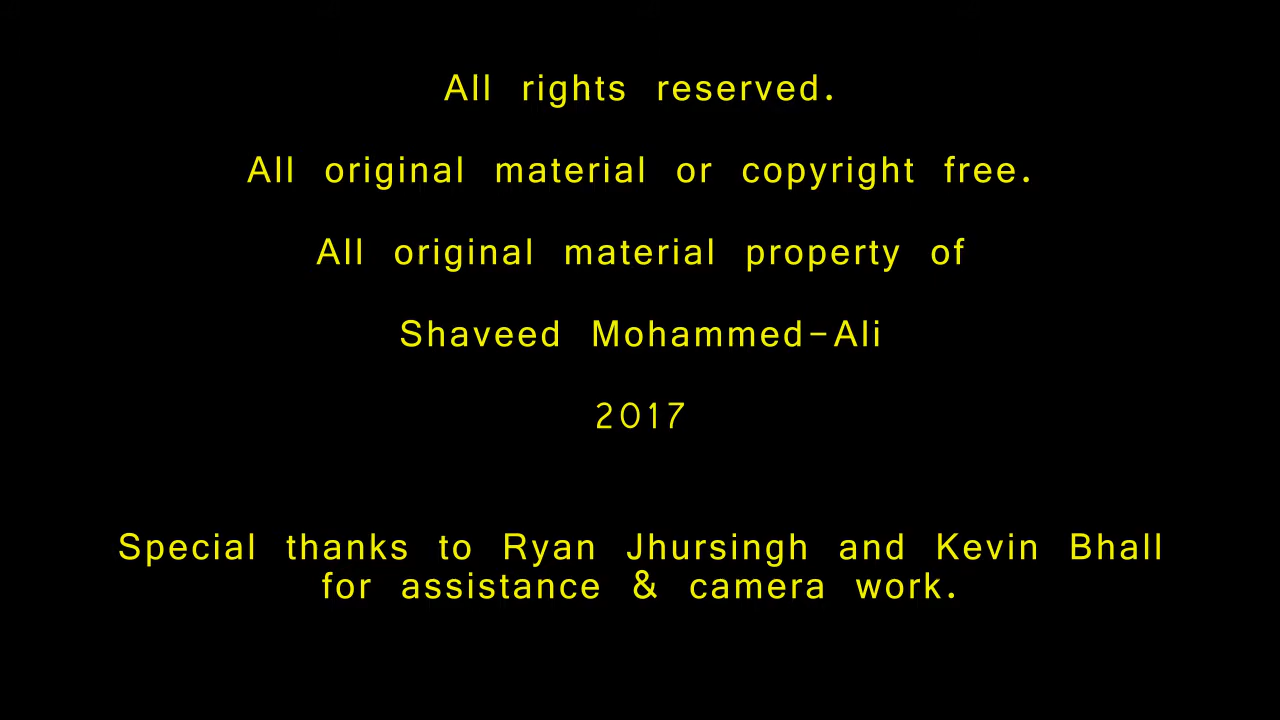 All rights reserved.
All original material or copyright free.
All original material property of
Shaveed Mohammed-Ali
2017
Special thanks to Ryan Jhursingh and Kevin Bhall
for assistance & camera work.